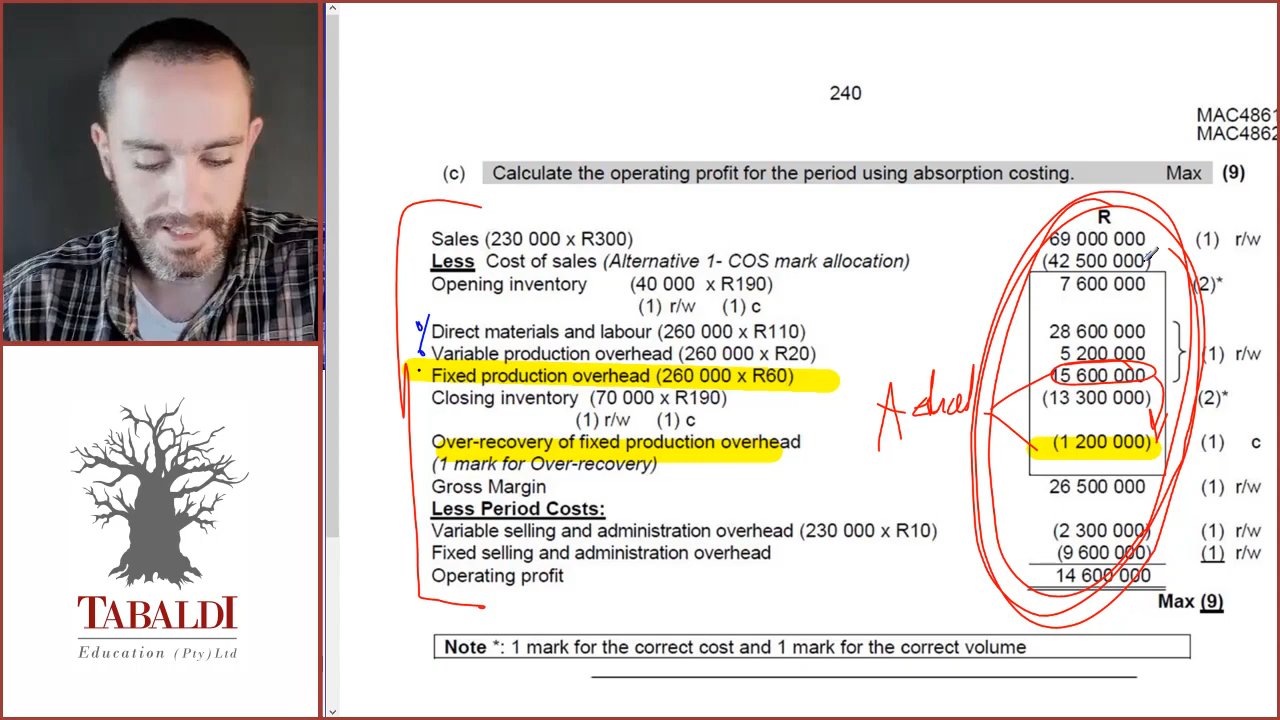 240
MAC4861
MAC4862
(c) Calculate the operating profit for the period using absorption costing. Max (9)
R
Sales (230 000 x R300) 69 000 000 (1) r/w
Less Cost of sales (Alternative 1- COS mark allocation) (42 500 000)
Opening inventory (40 000 x R190) 7 600 000 (2)*
(1) r/w (1) c
Direct materials and labour (260 000 x R110) 28 600 000
Variable production overhead (260 000 x R20) 5 200 000 (1) r/w
Fixed production overhead (260 000 x R60) 15 600 000
Closing inventory (70 000 x R190) (13 300 000) (2)*
(1) r/w (1) c
Over-recovery of fixed production overhead (1 200 000) (1) c
(1 mark for Over-recovery)
Gross Margin 26 500 000 (1) r/w
Less Period Costs:
Variable selling and administration overhead (230 000 x R10) (2 300 000) (1) r/w
Fixed selling and administration overhead (9 600 000) (1) r/w
Operating profit 14 600 000
Max (9)
Note *: 1 mark for the correct cost and 1 mark for the correct volume
TABALDI
Education (Pty) Ltd